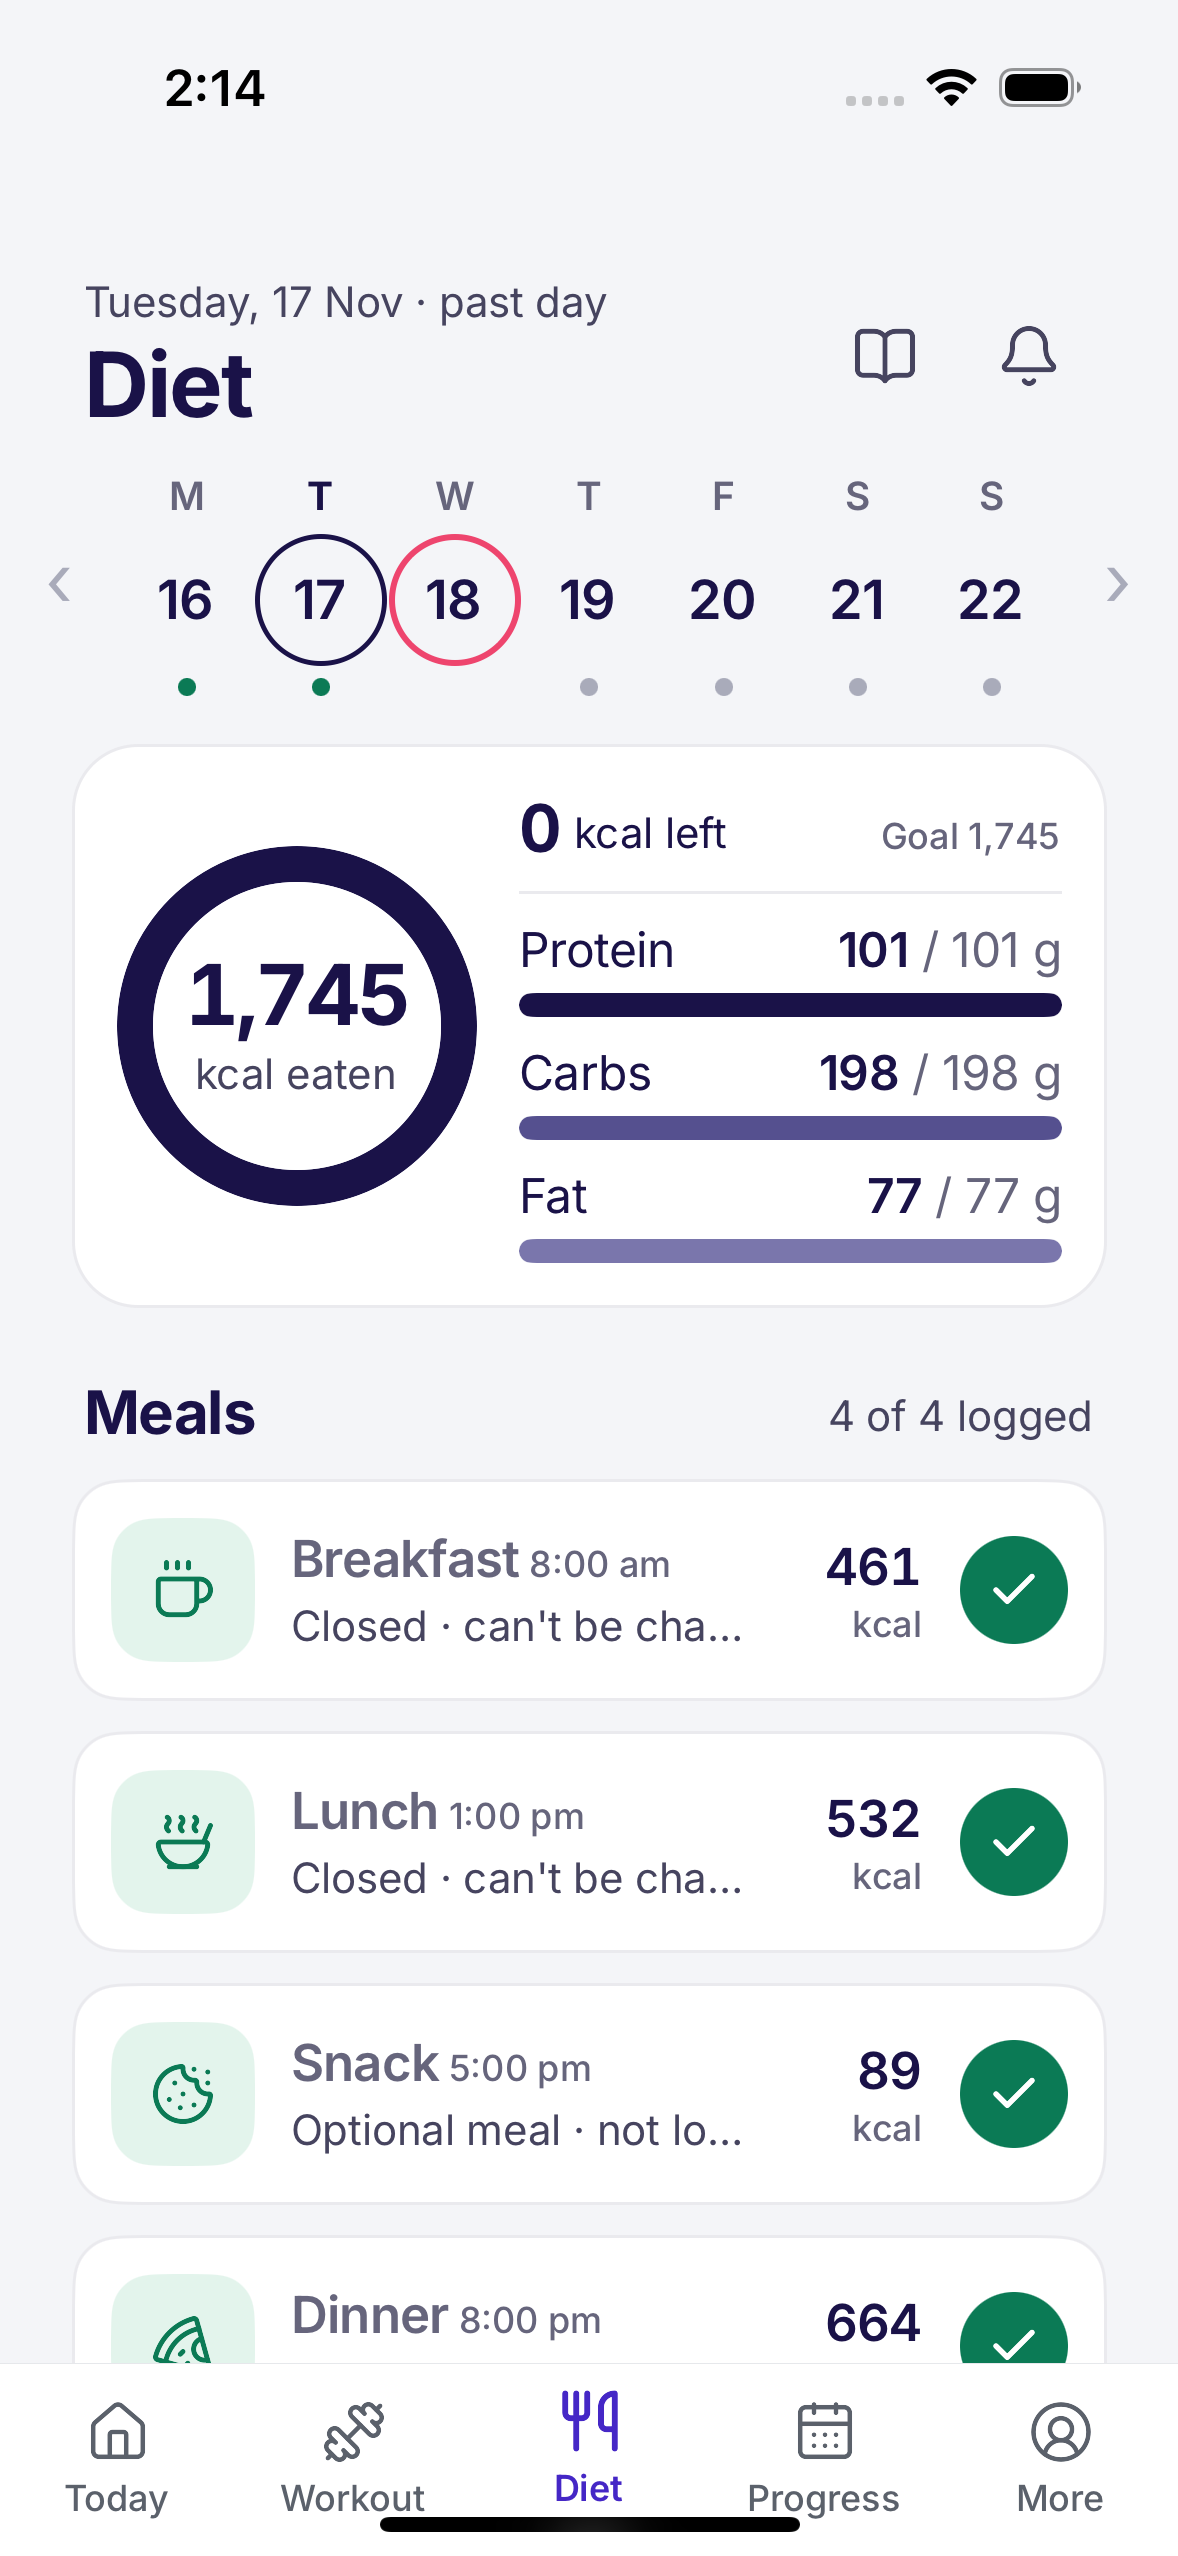 2:14
Tuesday, 17 Nov · past day
Diet
M T W T F S S
16 17 18 19 20 21 22
0 kcal left Goal 1,745
1,745
kcal eaten
Protein 101 / 101 g
Carbs 198 / 198 g
Fat 77 / 77 g
Meals 4 of 4 logged
Breakfast 8:00 am 461
Closed · can't be cha... kcal
Lunch 1:00 pm 532
Closed · can't be cha... kcal
Snack 5:00 pm 89
Optional meal · not lo... kcal
Dinner 8:00 pm 664
Today Workout Diet Progress More